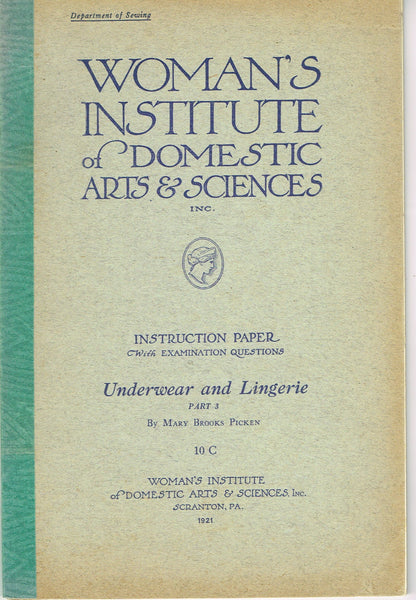 Department of Sewing
WOMAN'S
INSTITUTE
of DOMESTIC
ARTS & SCIENCES
INC.
INSTRUCTION PAPER
With EXAMINATION QUESTIONS
Underwear and Lingerie
PART 3
By Mary Brooks Picken
10 C
WOMAN'S INSTITUTE
of DOMESTIC ARTS & SCIENCES, Inc.
SCRANTON, PA.
1921